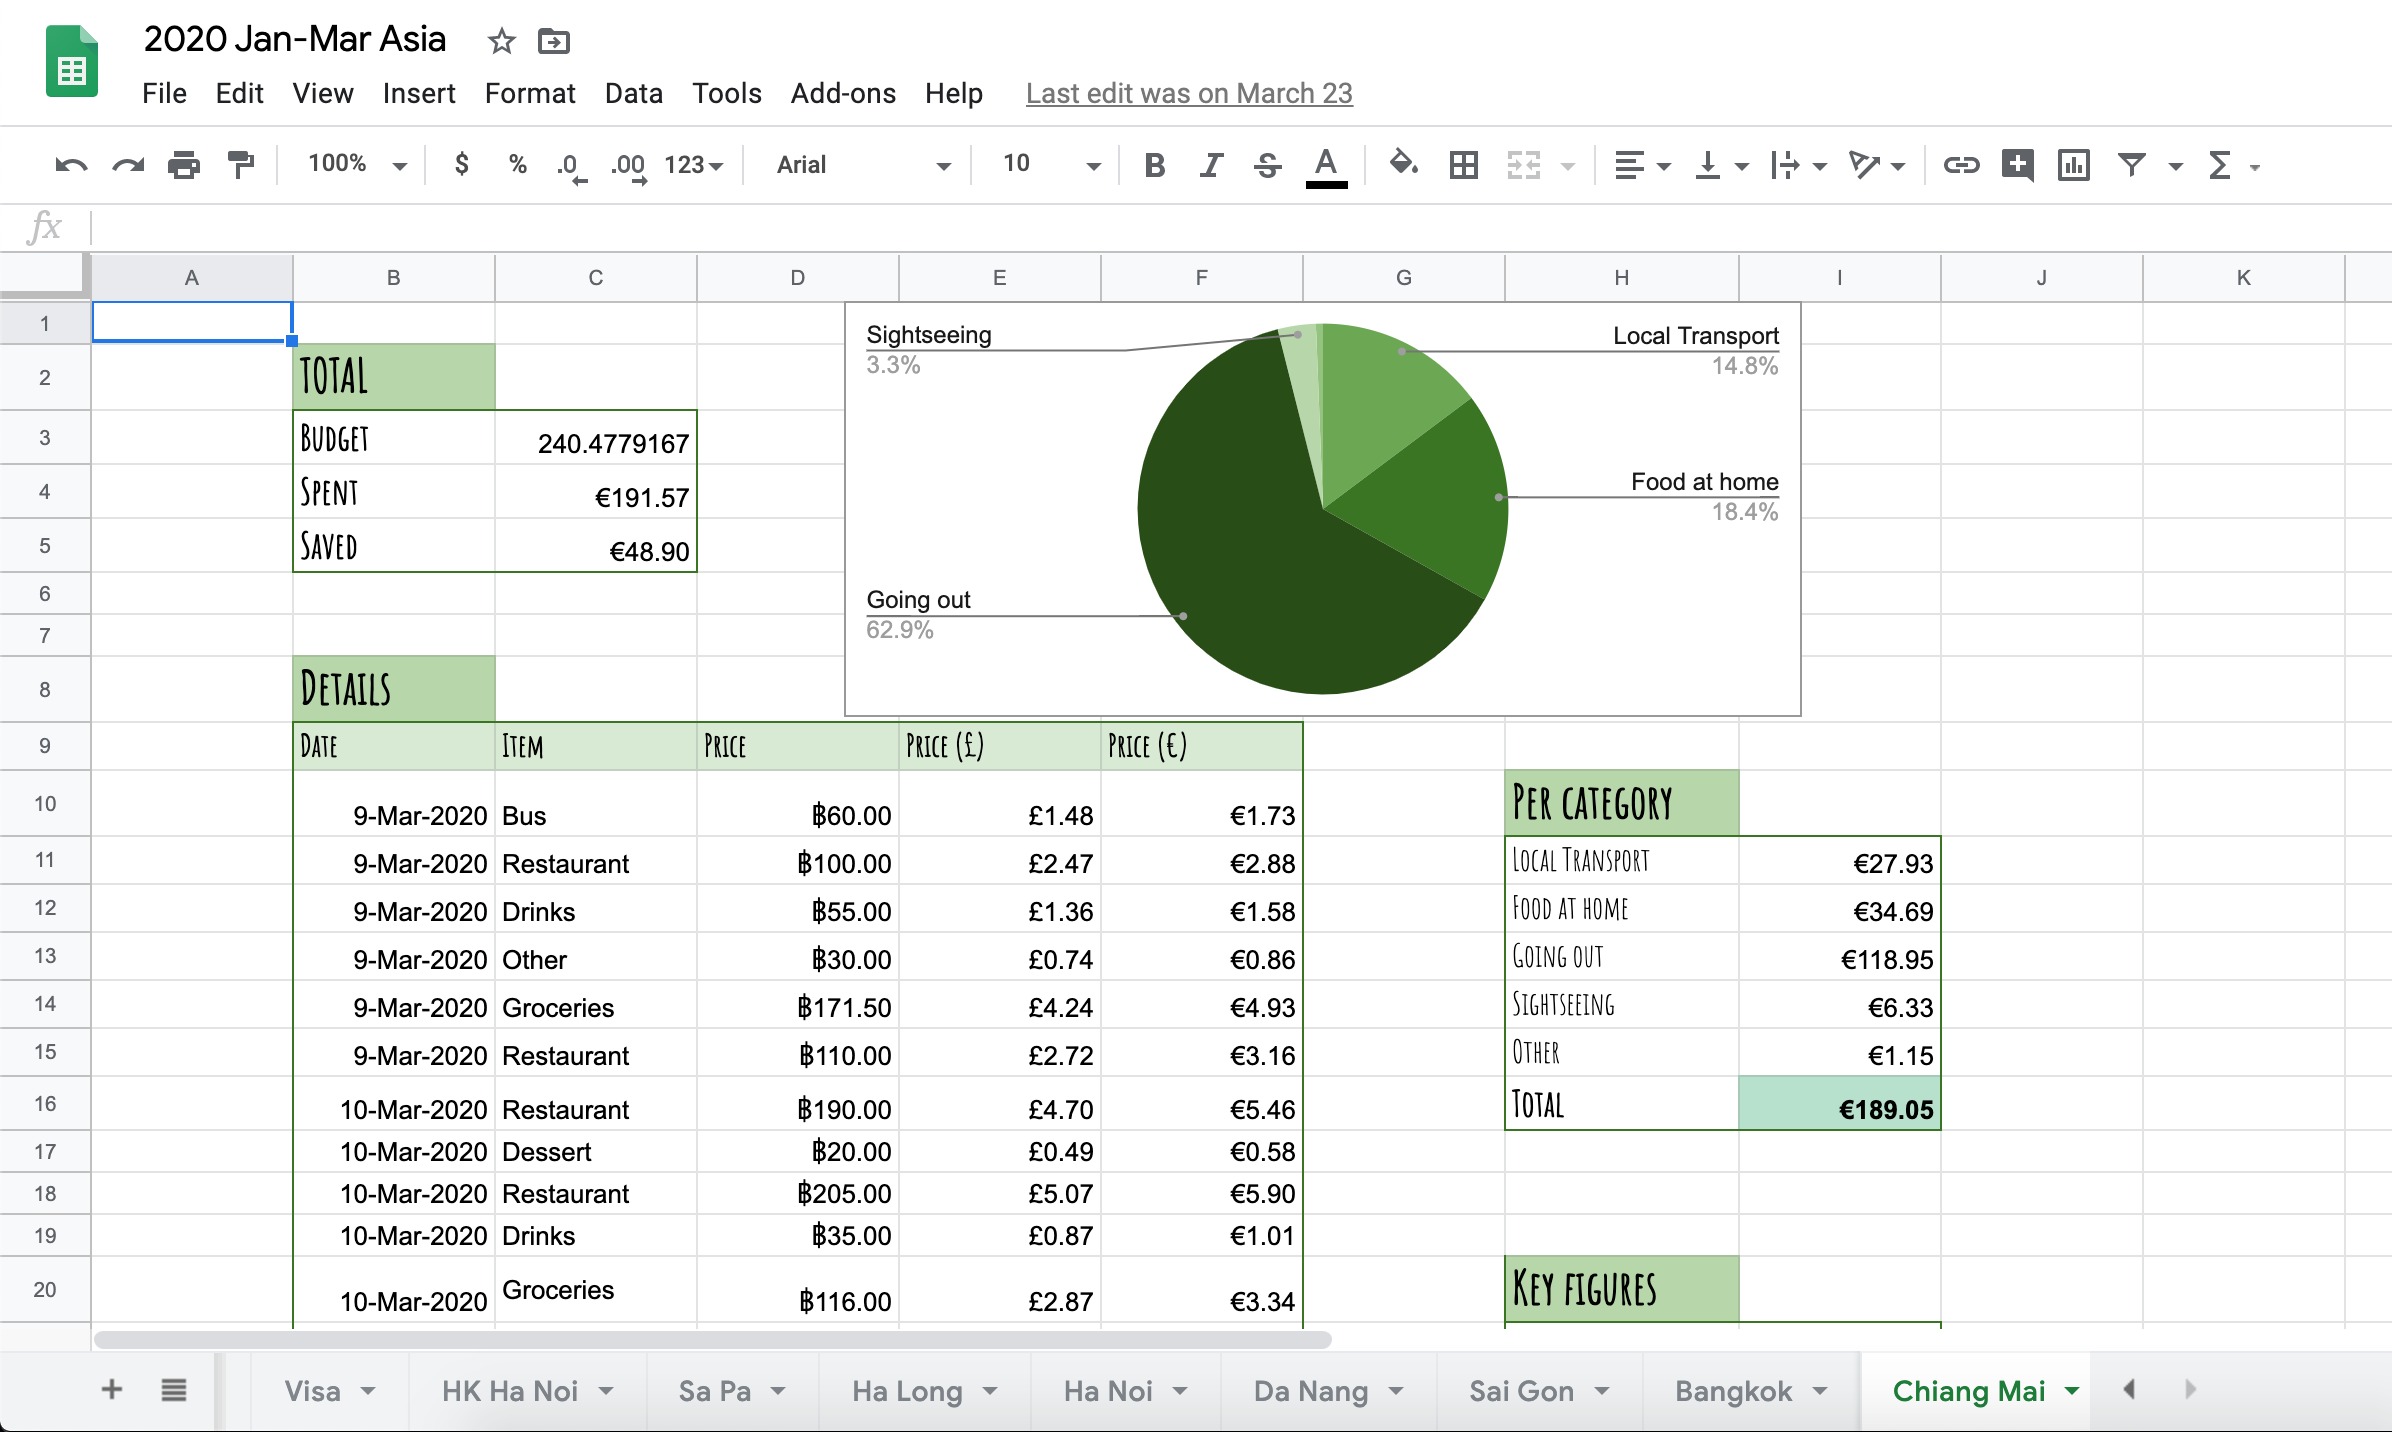 2020 Jan-Mar Asia
File Edit View Insert Format Data Tools Add-ons Help Last edit was on March 23
100% $ % .0 .00 123 Arial 10 B I S A Σ
fx
A B C D E F G H I J K
1
2 TOTAL
3 Budget 240.4779167
4 Spent €191.57
5 Saved €48.90
6
7
Sightseeing
3.3%
Local Transport
14.8%
Food at home
18.4%
Going out
62.9%
8 Details
9 Date Item Price Price (£) Price (€)
10 9-Mar-2020 Bus ฿60.00 £1.48 €1.73 Per category
11 9-Mar-2020 Restaurant ฿100.00 £2.47 €2.88 Local Transport €27.93
12 9-Mar-2020 Drinks ฿55.00 £1.36 €1.58 Food at home €34.69
13 9-Mar-2020 Other ฿30.00 £0.74 €0.86 Going out €118.95
14 9-Mar-2020 Groceries ฿171.50 £4.24 €4.93 Sightseeing €6.33
15 9-Mar-2020 Restaurant ฿110.00 £2.72 €3.16 Other €1.15
16 10-Mar-2020 Restaurant ฿190.00 £4.70 €5.46 Total €189.05
17 10-Mar-2020 Dessert ฿20.00 £0.49 €0.58
18 10-Mar-2020 Restaurant ฿205.00 £5.07 €5.90
19 10-Mar-2020 Drinks ฿35.00 £0.87 €1.01
20 10-Mar-2020 Groceries ฿116.00 £2.87 €3.34 Key figures
Visa HK Ha Noi Sa Pa Ha Long Ha Noi Da Nang Sai Gon Bangkok Chiang Mai